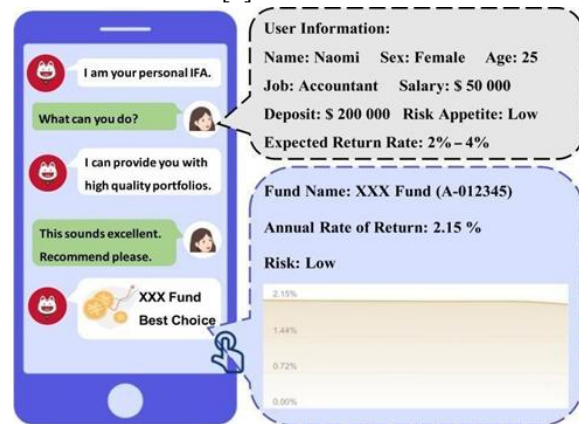 I am your personal IFA.
What can you do?
I can provide you with
high quality portfolios.
This sounds excellent.
Recommend please.
XXX Fund
Best Choice
User Information:
Name: Naomi Sex: Female Age: 25
Job: Accountant Salary: $ 50 000
Deposit: $ 200 000 Risk Appetite: Low
Expected Return Rate: 2%–4%
Fund Name: XXX Fund (A-012345)
Annual Rate of Return: 2.15 %
Risk: Low
2.15%
1.44%
0.72%
0.00%